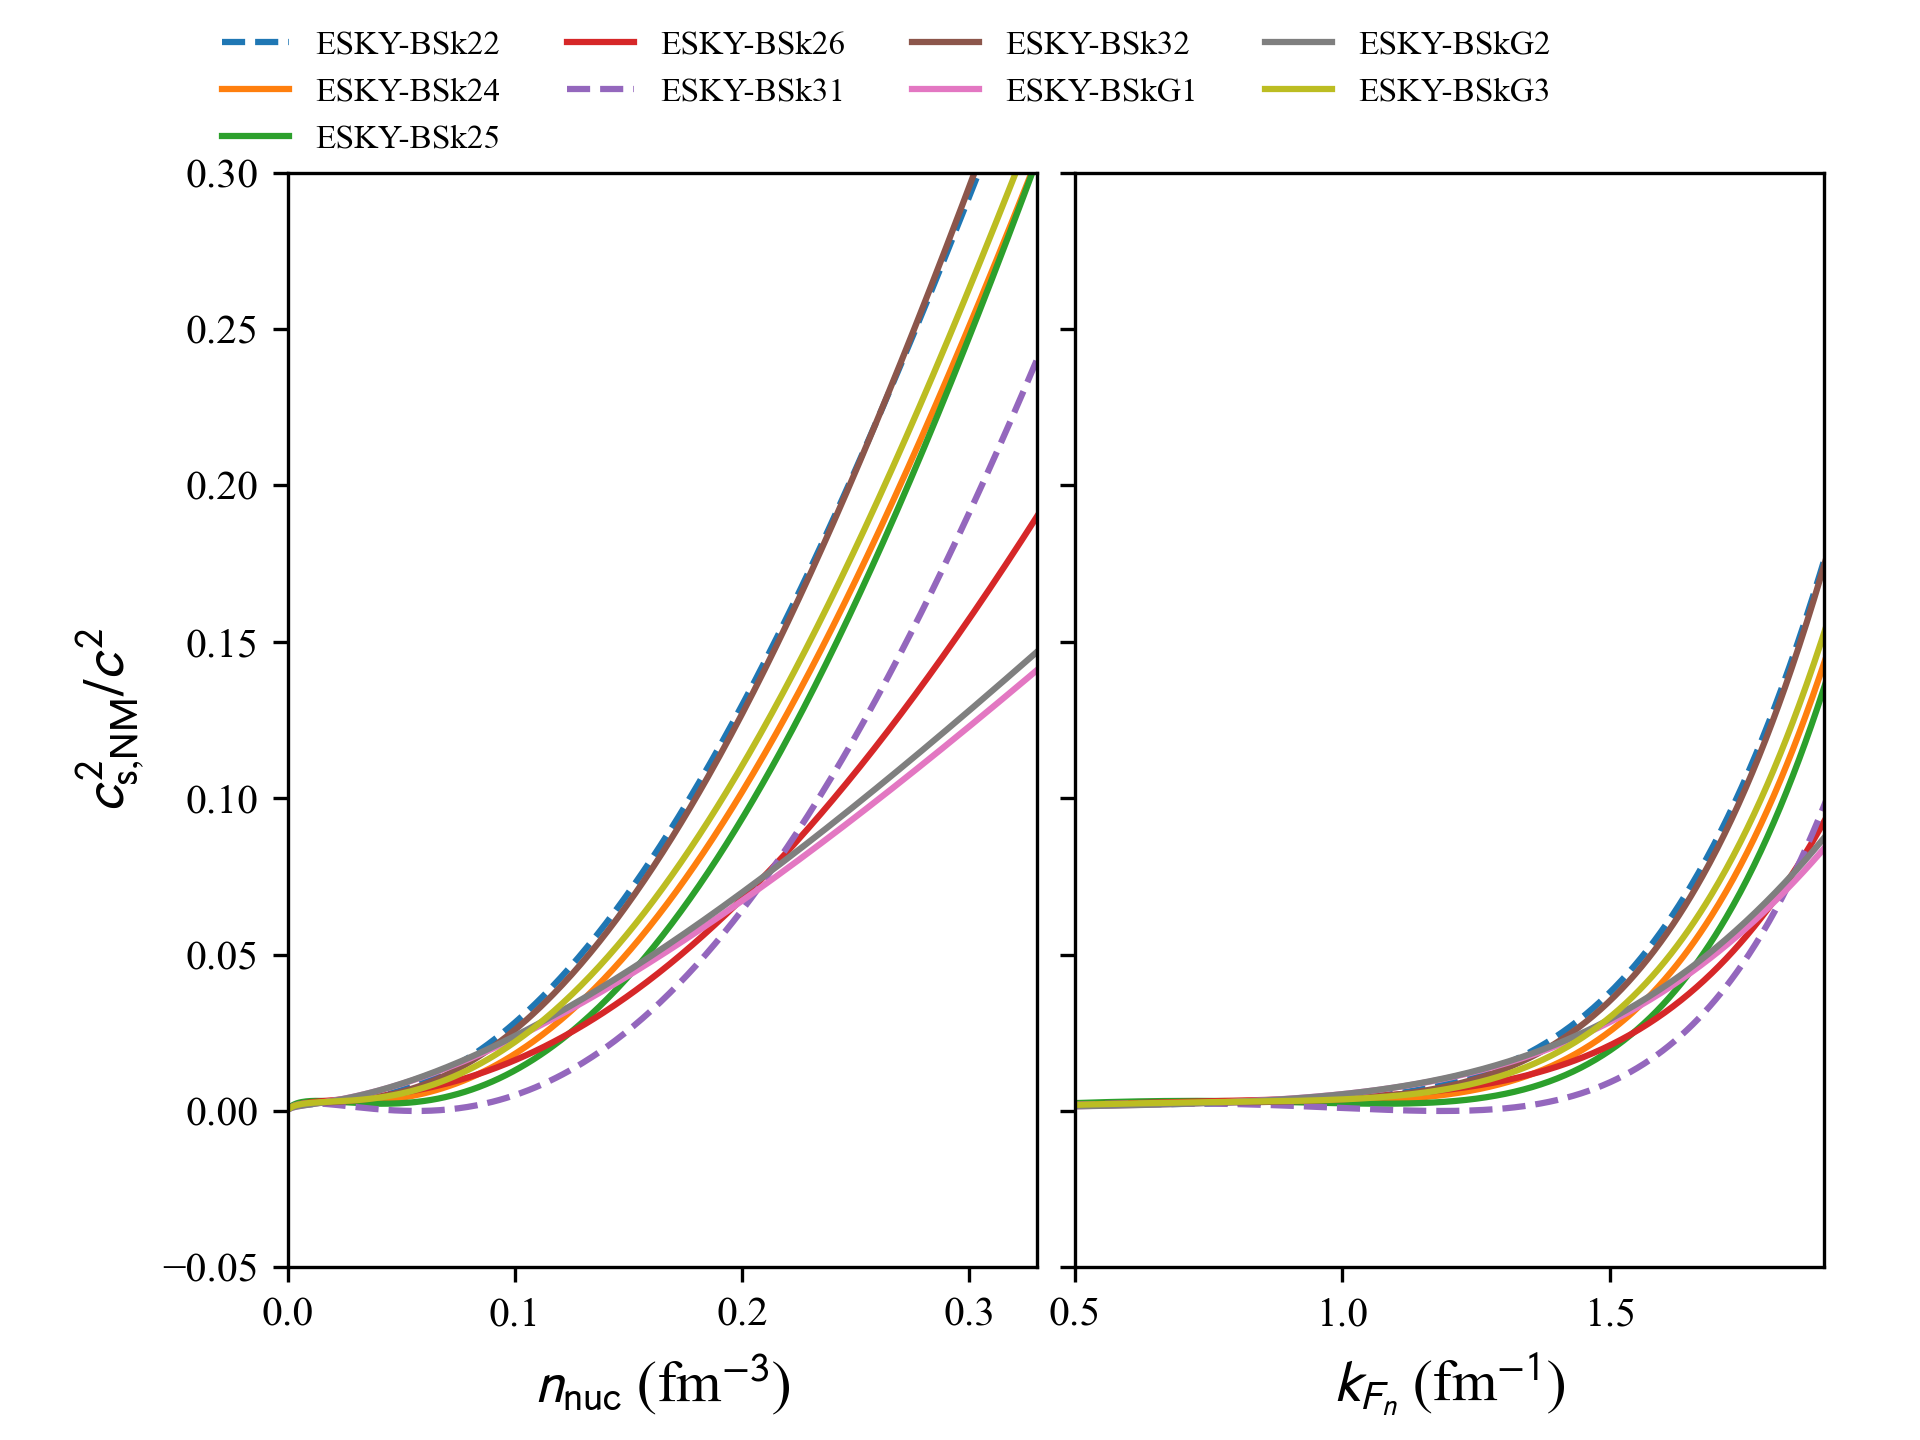 ESKY-BSk22 ESKY-BSk26 ESKY-BSk32 ESKY-BSkG2
ESKY-BSk24 ESKY-BSk31 ESKY-BSkG1 ESKY-BSkG3
ESKY-BSk25
0.30
0.25
0.20
0.15
0.10
0.05
0.00
−0.05
c²s,NM/c²
0.0 0.1 0.2 0.3 0.5 1.0 1.5
nnuc (fm⁻³) kFn (fm⁻¹)